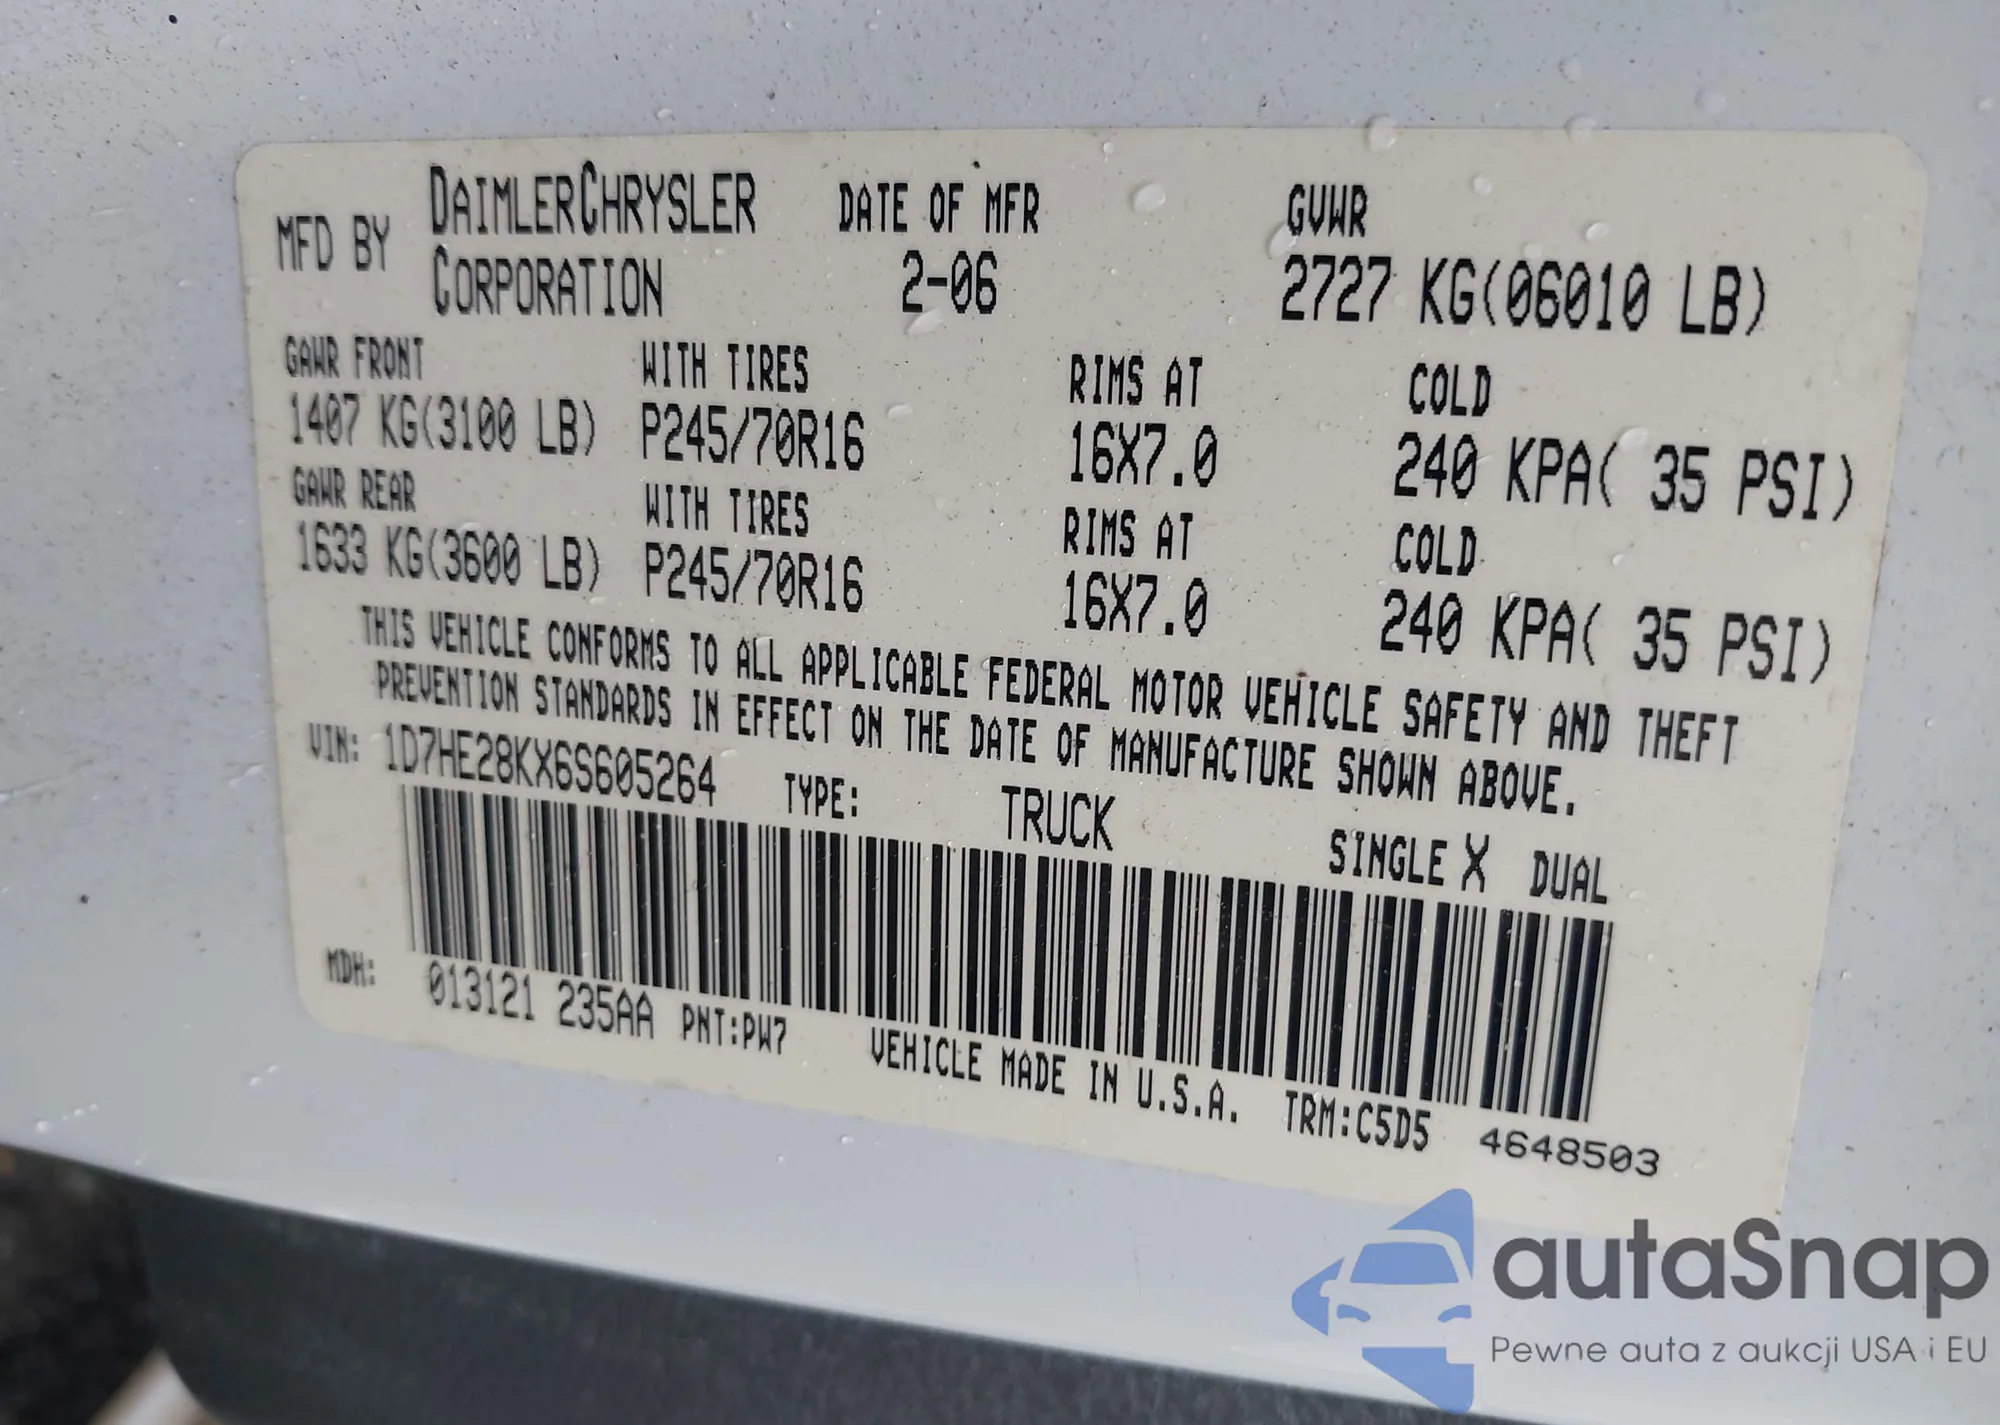 MFD BY DAIMLERCHRYSLER CORPORATION
DATE OF MFR
2-06
GVWR
2727 KG(06010 LB)
GAWR FRONT WITH TIRES RIMS AT COLD
1407 KG(3100 LB) P245/70R16 16X7.0 240 KPA( 35 PSI)
GAWR REAR WITH TIRES RIMS AT COLD
1633 KG(3600 LB) P245/70R16 16X7.0 240 KPA( 35 PSI)
THIS VEHICLE CONFORMS TO ALL APPLICABLE FEDERAL MOTOR VEHICLE SAFETY AND THEFT
PREVENTION STANDARDS IN EFFECT ON THE DATE OF MANUFACTURE SHOWN ABOVE.
VIN: 1D7HE28KX6S605264 TYPE: TRUCK SINGLE X DUAL
MDH: 013121 235AA PNT:PW7 VEHICLE MADE IN U.S.A. TRM:C5D5 4648503
autaSnap
Pewne auta z aukcji USA i EU